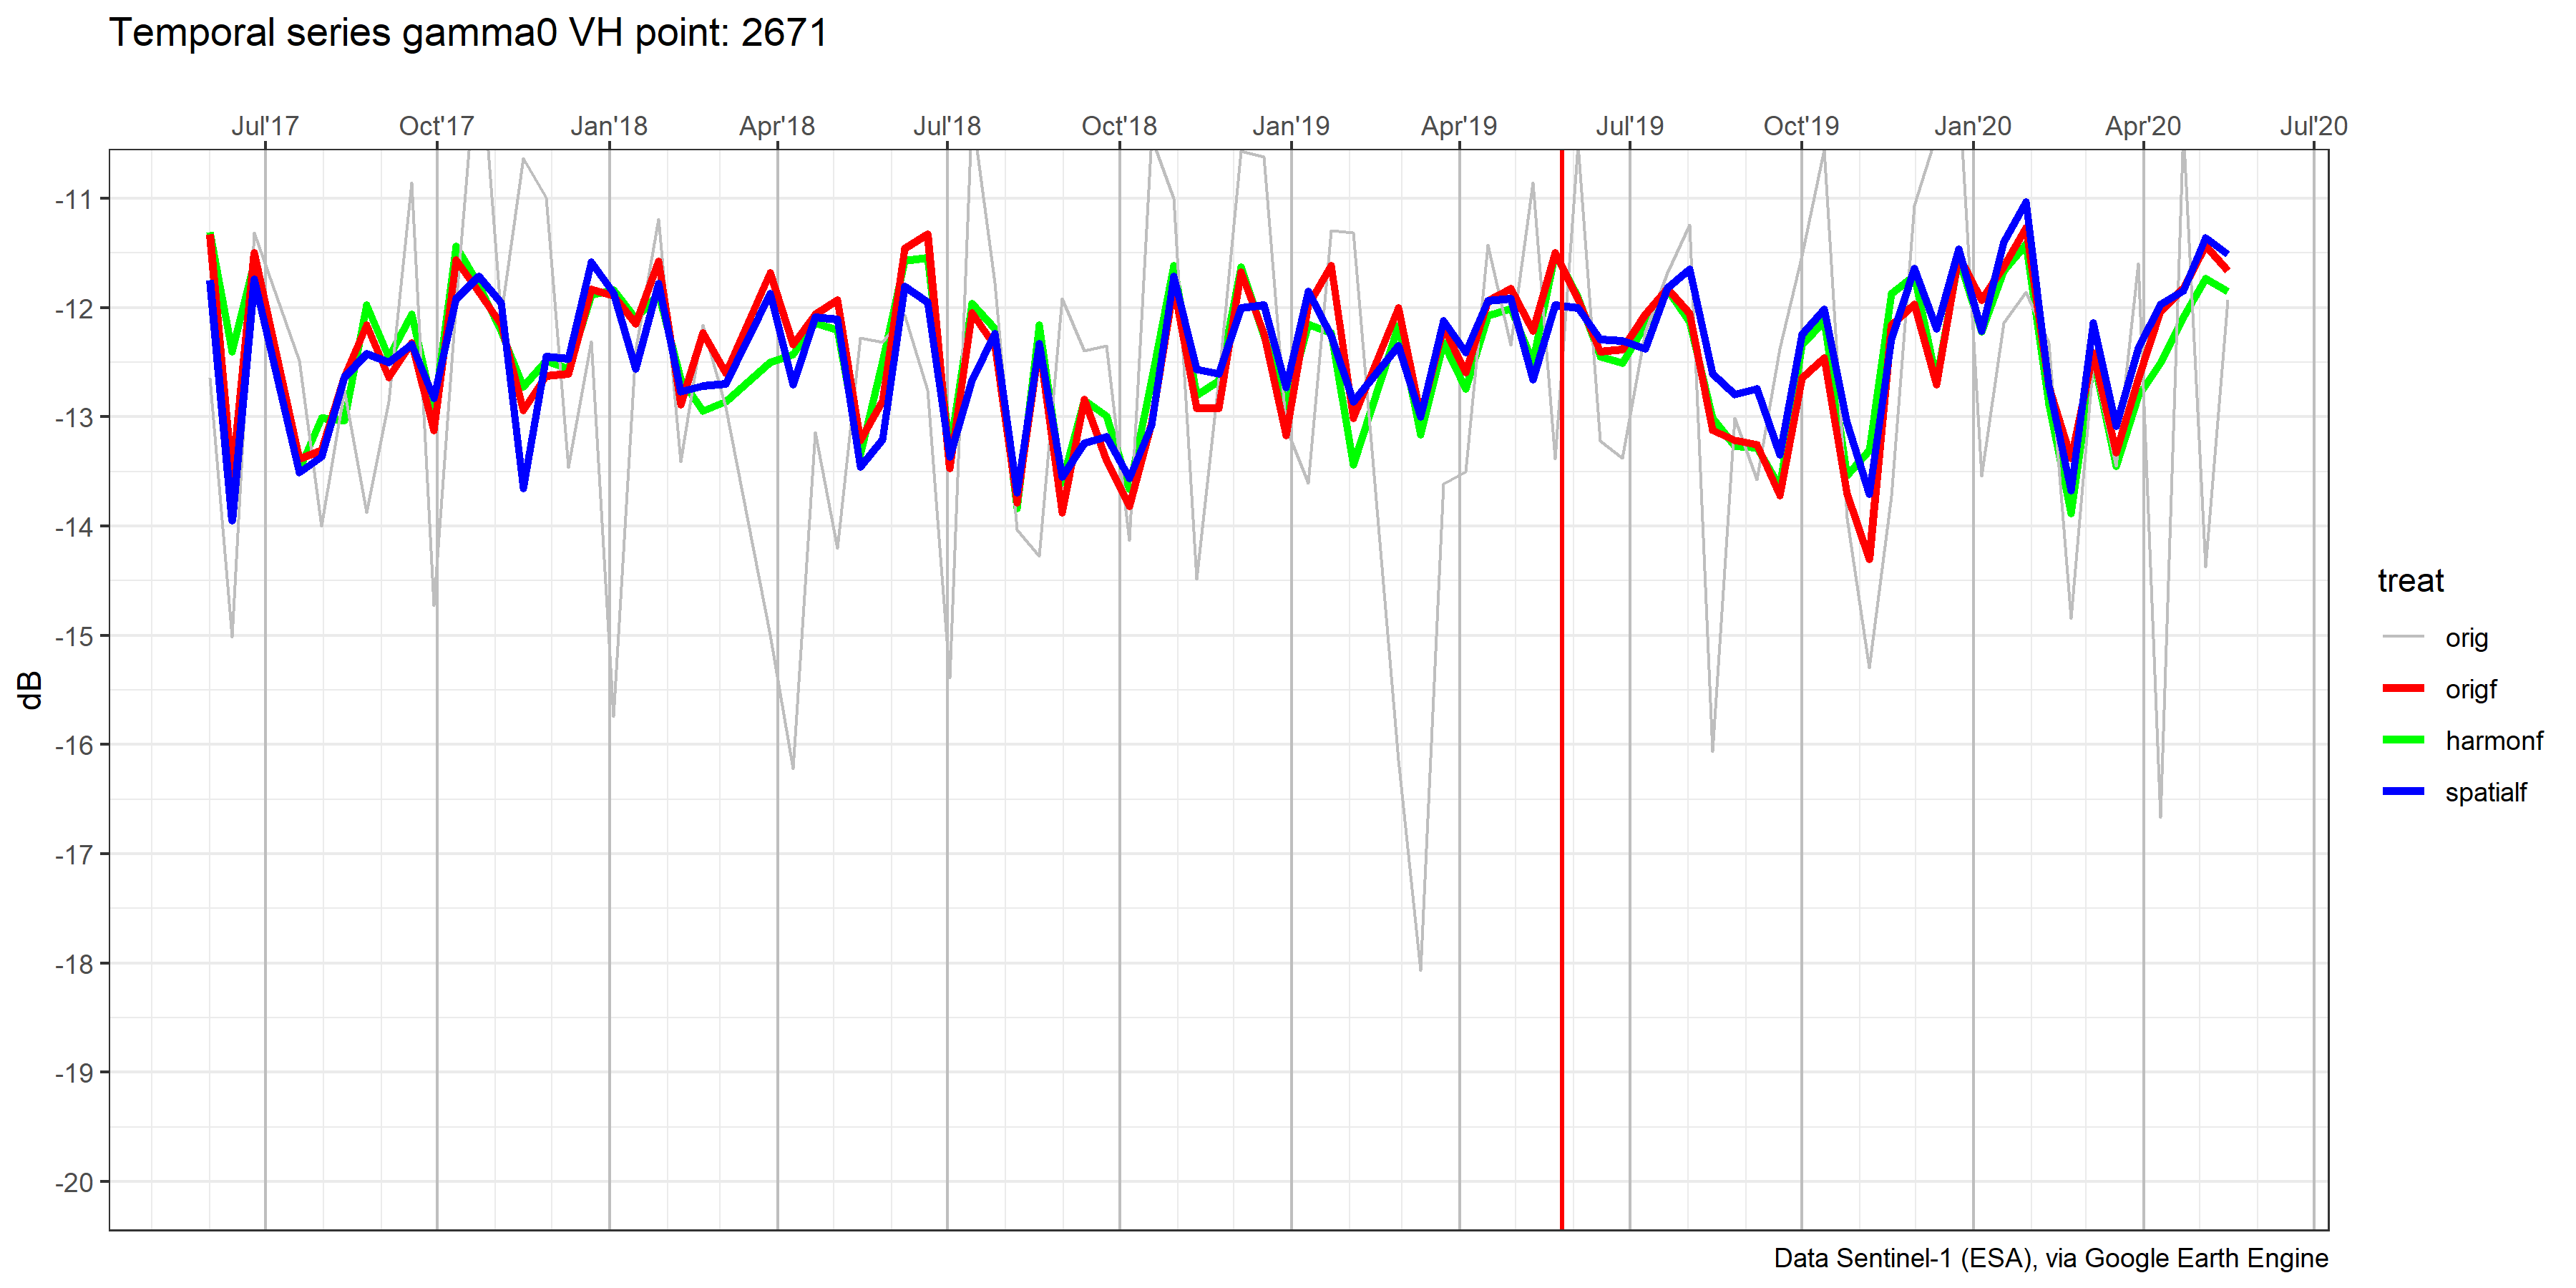 Temporal series gamma0 VH point: 2671
Jul'17 Oct'17 Jan'18 Apr'18 Jul'18 Oct'18 Jan'19 Apr'19 Jul'19 Oct'19 Jan'20 Apr'20 Jul'20
-11
-12
-13
-14
-15
-16
-17
-18
-19
-20
dB
treat
orig
origf
harmonf
spatialf
Data Sentinel-1 (ESA), via Google Earth Engine